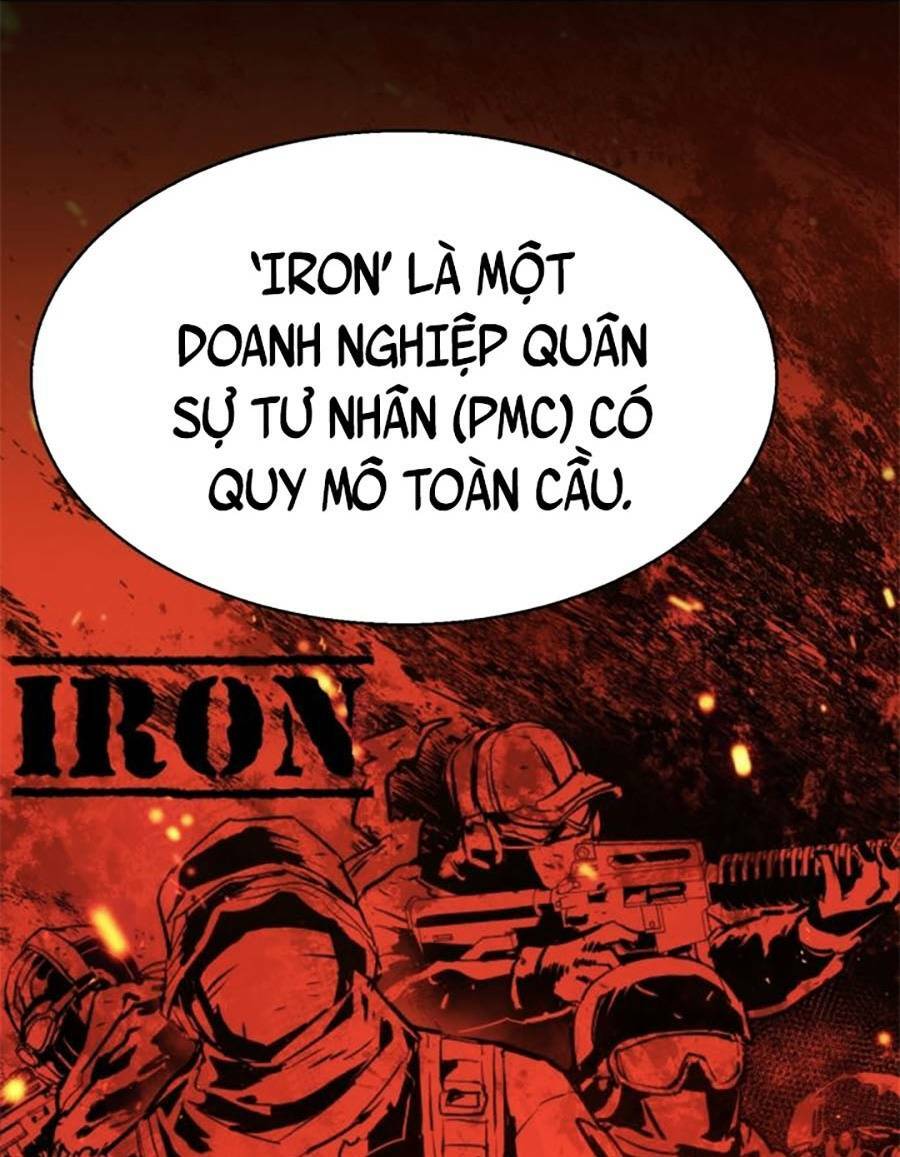 'IRON' LÀ MỘT
DOANH NGHIỆP QUÂN
SỰ TƯ NHÂN (PMC) CÓ
QUY MÔ TOÀN CẦU.
IRON